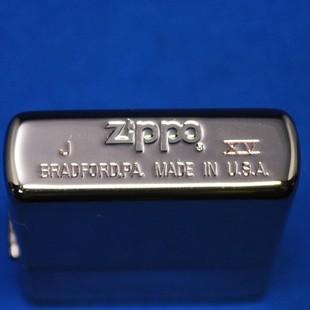 J Zippo® XV
BRADFORD,PA. MADE IN U.S.A.